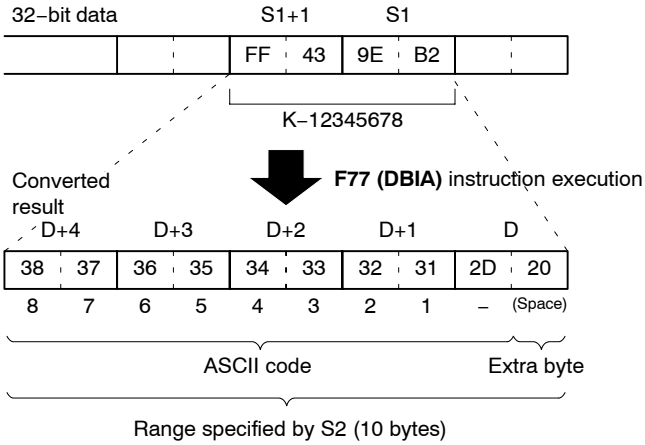 32−bit data S1+1 S1
FF 43 9E B2
K−12345678
F77 (DBIA) instruction execution
Converted
result
D+4 D+3 D+2 D+1 D
38 37 36 35 34 33 32 31 2D 20
8 7 6 5 4 3 2 1 − (Space)
ASCII code Extra byte
Range specified by S2 (10 bytes)